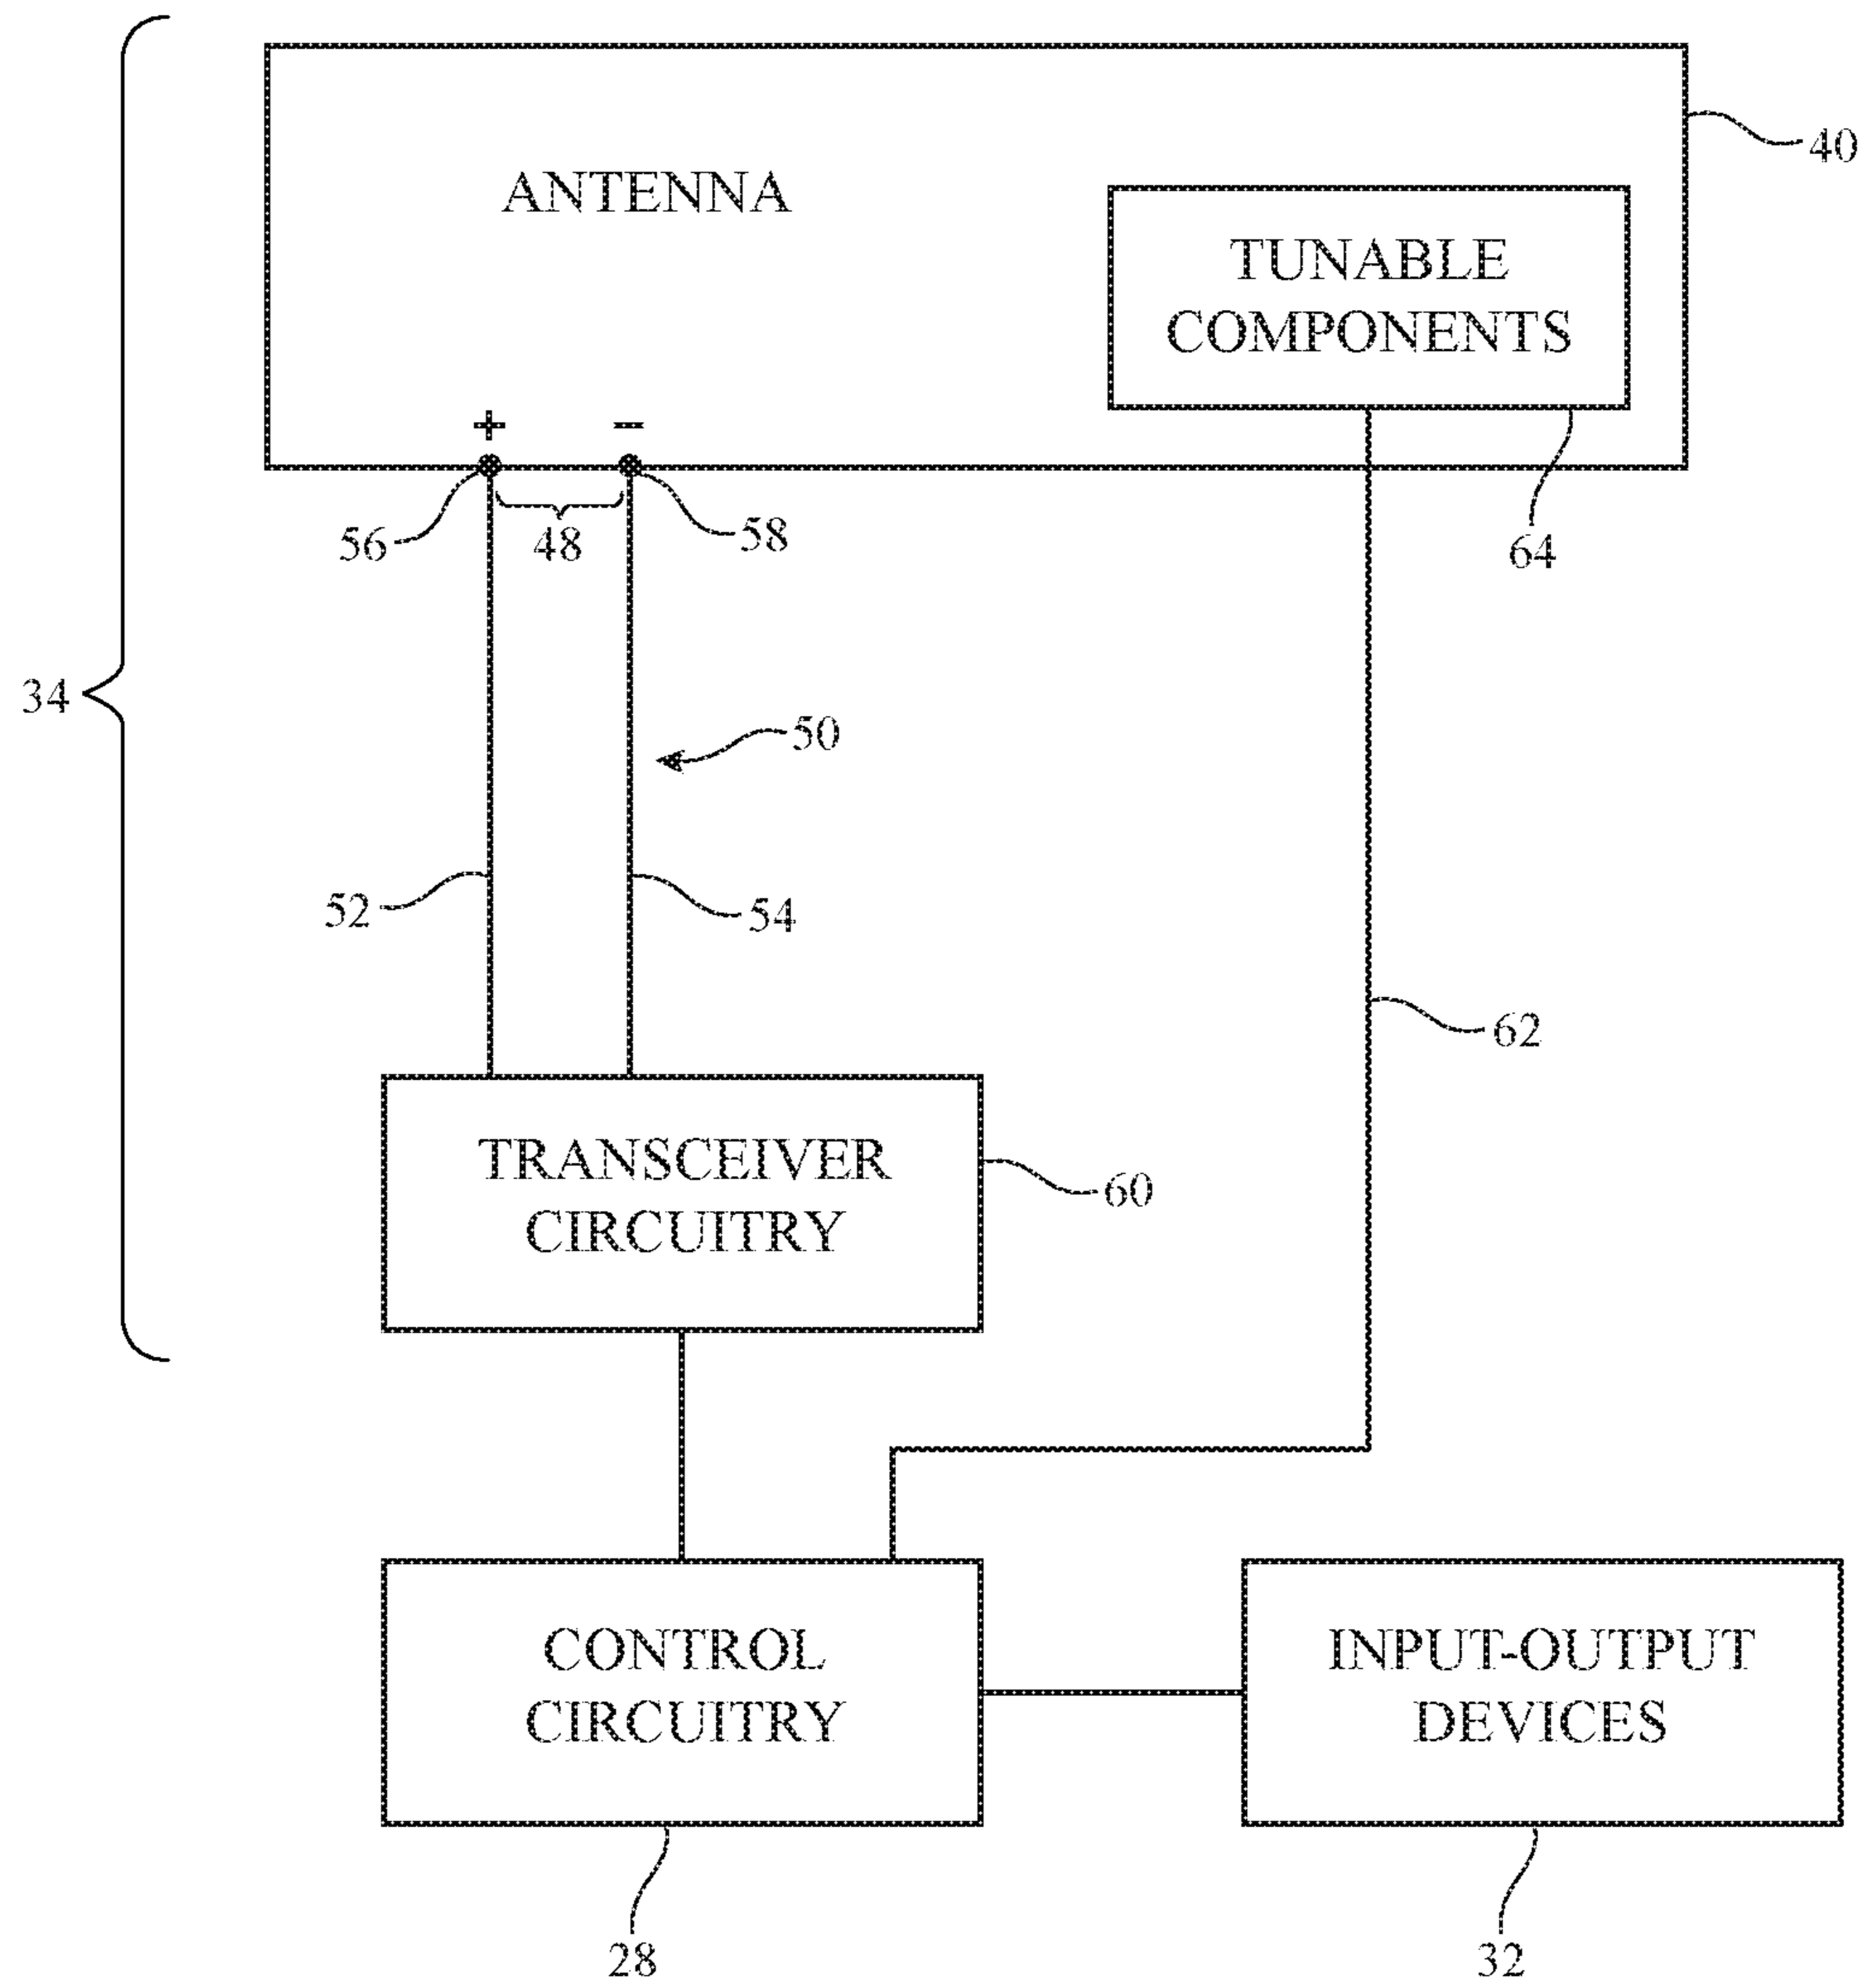 ANTENNA
40
TUNABLE
COMPONENTS
+ −
56
48
58
64
34
50
52
54
62
TRANSCEIVER
CIRCUITRY
60
CONTROL
CIRCUITRY
INPUT-OUTPUT
DEVICES
28
32